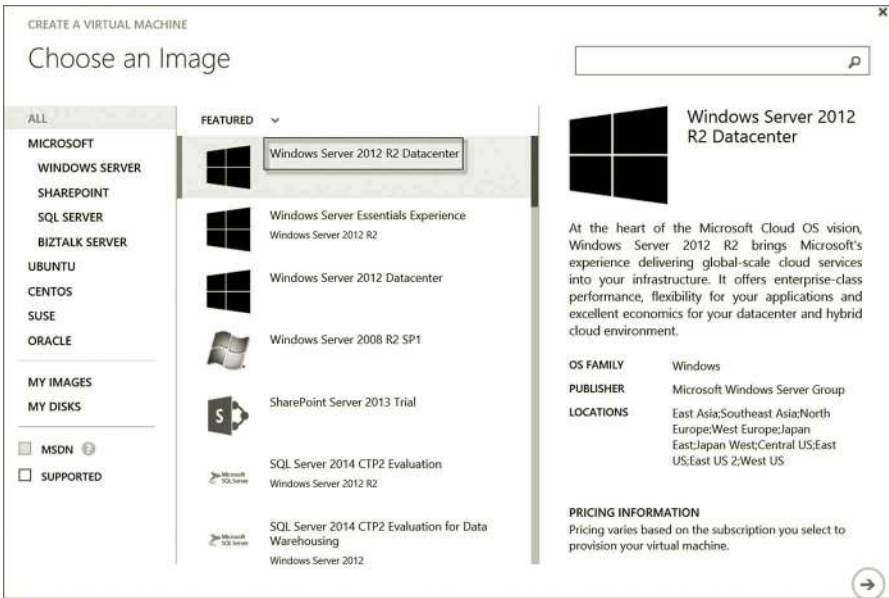 CREATE A VIRTUAL MACHINE
Choose an Image
ALL
MICROSOFT
WINDOWS SERVER
SHAREPOINT
SQL SERVER
BIZTALK SERVER
UBUNTU
CENTOS
SUSE
ORACLE
MY IMAGES
MY DISKS
MSDN ?
SUPPORTED
FEATURED
Windows Server 2012 R2 Datacenter
Windows Server Essentials Experience
Windows Server 2012 R2
Windows Server 2012 Datacenter
Windows Server 2008 R2 SP1
S
SharePoint Server 2013 Trial
Microsoft
SQL Server
SQL Server 2014 CTP2 Evaluation
Windows Server 2012 R2
Microsoft
SQL Server
SQL Server 2014 CTP2 Evaluation for Data
Warehousing
Windows Server 2012
Windows Server 2012
R2 Datacenter
At the heart of the Microsoft Cloud OS vision,
Windows Server 2012 R2 brings Microsoft's
experience delivering global-scale cloud services
into your infrastructure. It offers enterprise-class
performance, flexibility for your applications and
excellent economics for your datacenter and hybrid
cloud environment.
OS FAMILY Windows
PUBLISHER Microsoft Windows Server Group
LOCATIONS East Asia;Southeast Asia;North
Europe;West Europe;Japan
East;Japan West;Central US;East
US;East US 2;West US
PRICING INFORMATION
Pricing varies based on the subscription you select to
provision your virtual machine.